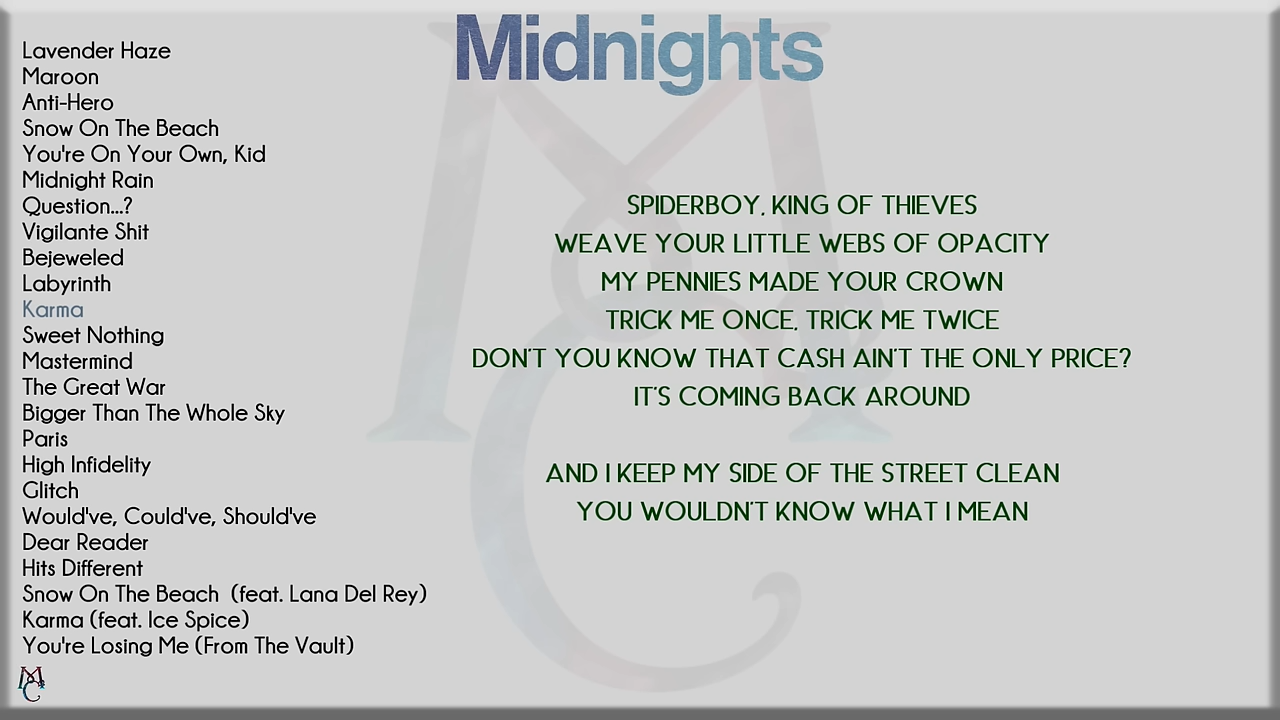 Midnights
Lavender Haze
Maroon
Anti-Hero
Snow On The Beach
You're On Your Own, Kid
Midnight Rain
Question...?
Vigilante Shit
Bejeweled
Labyrinth
Karma
Sweet Nothing
Mastermind
The Great War
Bigger Than The Whole Sky
Paris
High Infidelity
Glitch
Would've, Could've, Should've
Dear Reader
Hits Different
Snow On The Beach  (feat. Lana Del Rey)
Karma (feat. Ice Spice)
You're Losing Me (From The Vault)
SPIDERBOY, KING OF THIEVES
WEAVE YOUR LITTLE WEBS OF OPACITY
MY PENNIES MADE YOUR CROWN
TRICK ME ONCE, TRICK ME TWICE
DON'T YOU KNOW THAT CASH AIN'T THE ONLY PRICE?
IT'S COMING BACK AROUND
AND I KEEP MY SIDE OF THE STREET CLEAN
YOU WOULDN'T KNOW WHAT I MEAN